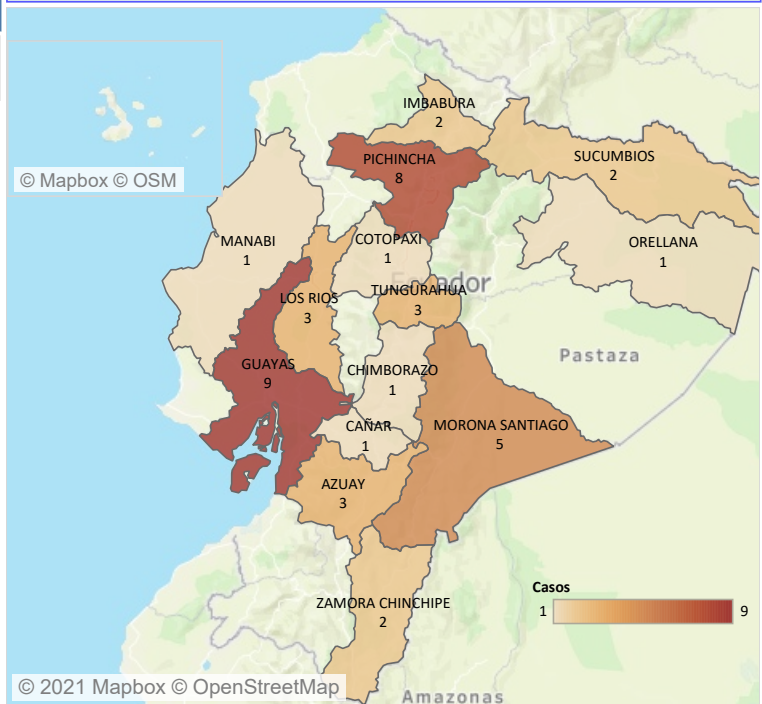 IMBABURA
2
PICHINCHA
8
SUCUMBIOS
2
© Mapbox © OSM
MANABI
1
COTOPAXI
1
ORELLANA
1
Ecuador
LOS RIOS
3
TUNGURAHUA
3
Pastaza
GUAYAS
9
CHIMBORAZO
1
CAÑAR
1
MORONA SANTIAGO
5
AZUAY
3
Casos
1
9
ZAMORA CHINCHIPE
2
© 2021 Mapbox © OpenStreetMap
Amazonas